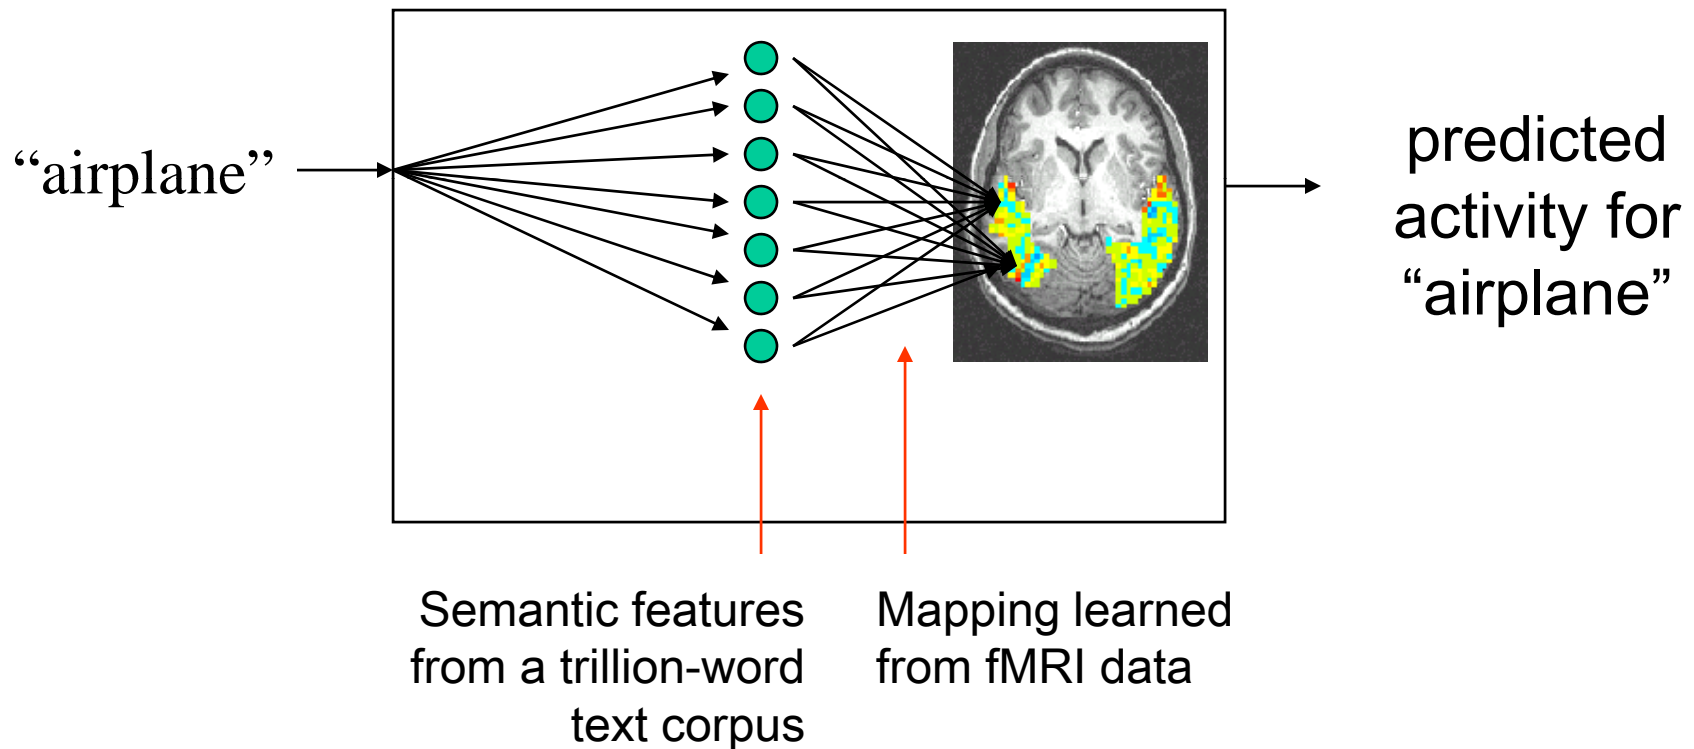 “airplane”
predicted
activity for
“airplane”
Semantic features
from a trillion-word
text corpus
Mapping learned
from fMRI data